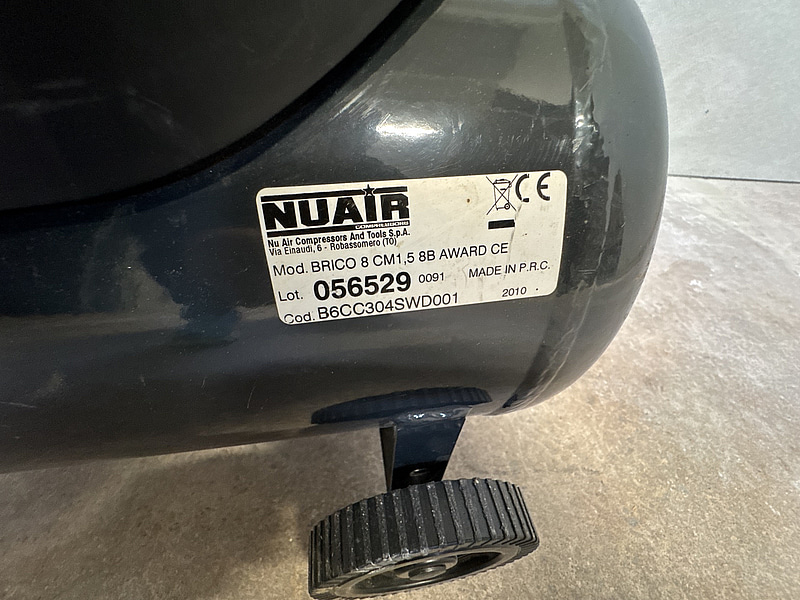 NUAIR
COMPRESSORS
Nu Air Compressors And Tools S.p.A.
Via Einaudi, 6 - Robassomero (TO)
CE
Mod. BRICO 8 CM1,5 8B AWARD CE
Lot. 056529 0091 MADE IN P.R.C.
Cod. B6CC304SWD001 2010